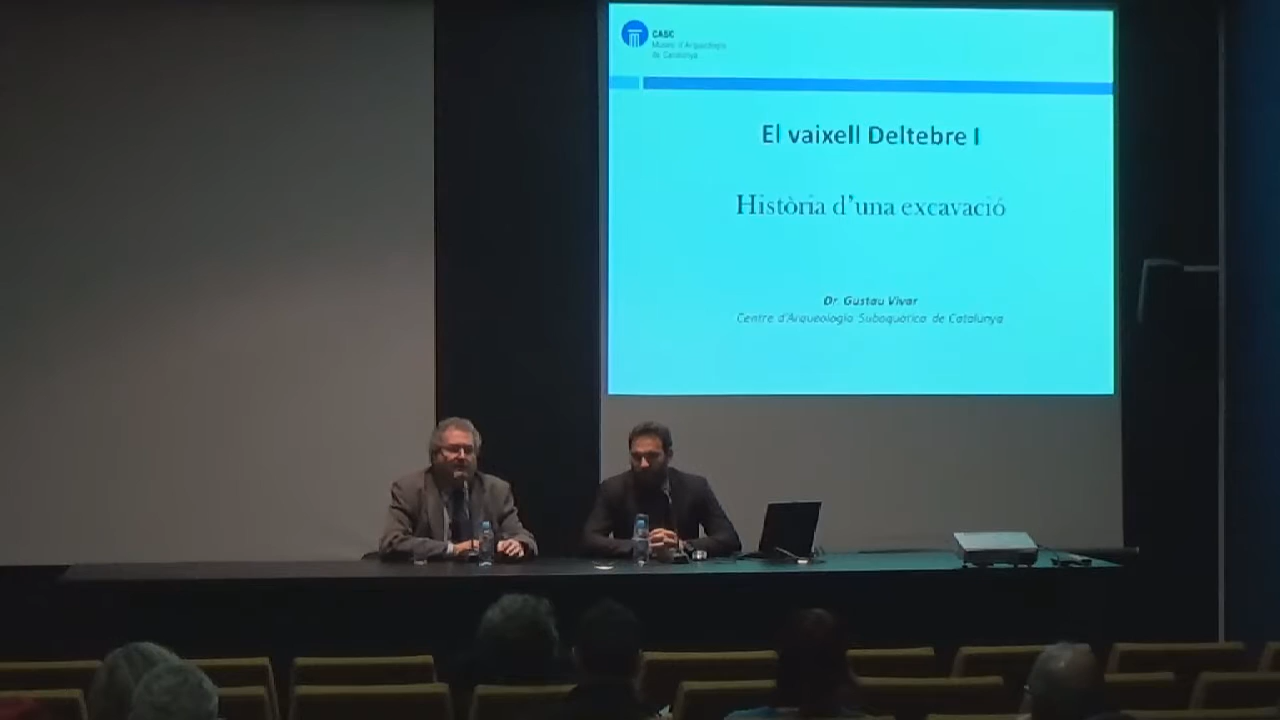 CASC
Museu d'Arqueologia
de Catalunya
El vaixell Deltebre I
Història d'una excavació
Dr. Gustau Vivar
Centre d'Arqueologia Subaquàtica de Catalunya